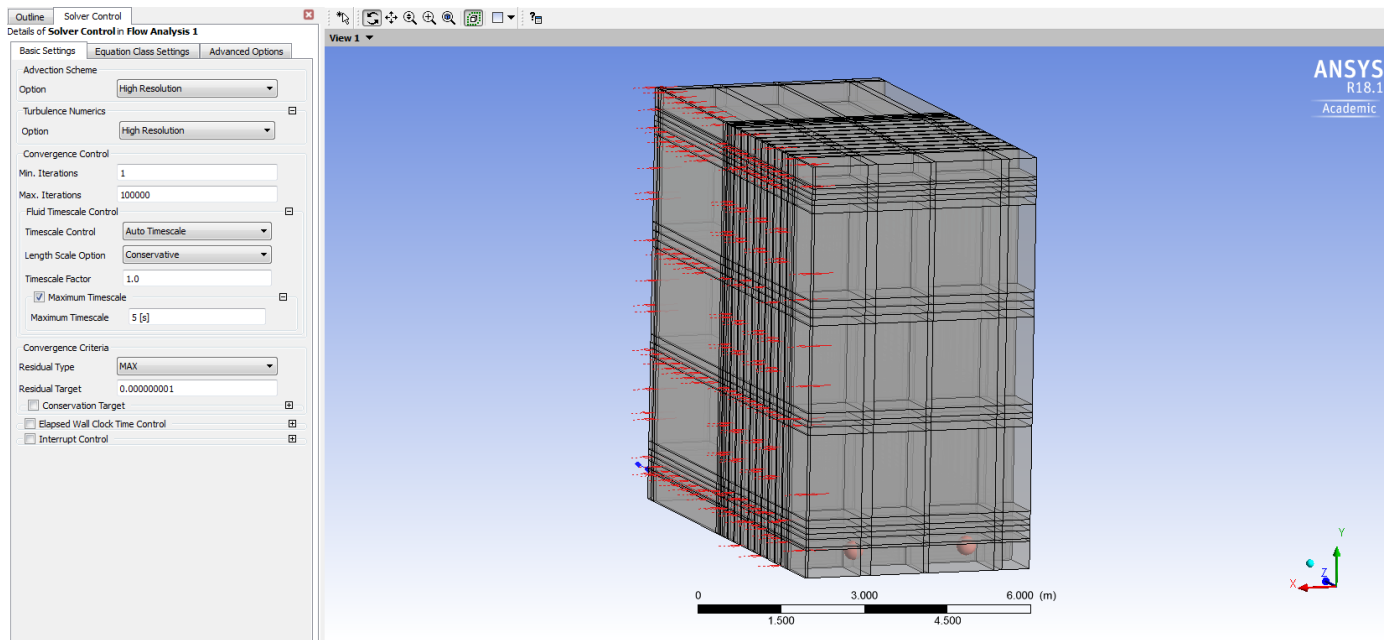 Outline Solver Control
Details of Solver Control in Flow Analysis 1
Basic Settings Equation Class Settings Advanced Options
Advection Scheme
Option High Resolution
Turbulence Numerics
Option High Resolution
Convergence Control
Min. Iterations 1
Max. Iterations 100000
Fluid Timescale Control
Timescale Control Auto Timescale
Length Scale Option Conservative
Timescale Factor 1.0
Maximum Timescale
Maximum Timescale 5 [s]
Convergence Criteria
Residual Type MAX
Residual Target 0.000000001
Conservation Target
Elapsed Wall Clock Time Control
Interrupt Control
View 1
ANSYS
R18.1
Academic
Y
X
Z
0 3.000 6.000 (m)
1.500 4.500